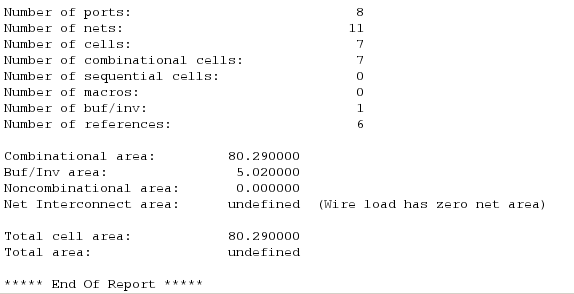 Number of ports: 8
Number of nets: 11
Number of cells: 7
Number of combinational cells: 7
Number of sequential cells: 0
Number of macros: 0
Number of buf/inv: 1
Number of references: 6
Combinational area: 80.290000
Buf/Inv area: 5.020000
Noncombinational area: 0.000000
Net Interconnect area: undefined (Wire load has zero net area)
Total cell area: 80.290000
Total area: undefined
***** End Of Report *****